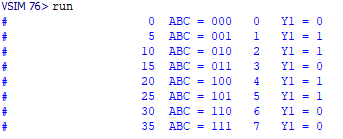 VSIM 76> run
# 0 ABC = 000 0 Y1 = 0
# 5 ABC = 001 1 Y1 = 1
# 10 ABC = 010 2 Y1 = 1
# 15 ABC = 011 3 Y1 = 0
# 20 ABC = 100 4 Y1 = 1
# 25 ABC = 101 5 Y1 = 1
# 30 ABC = 110 6 Y1 = 0
# 35 ABC = 111 7 Y1 = 0